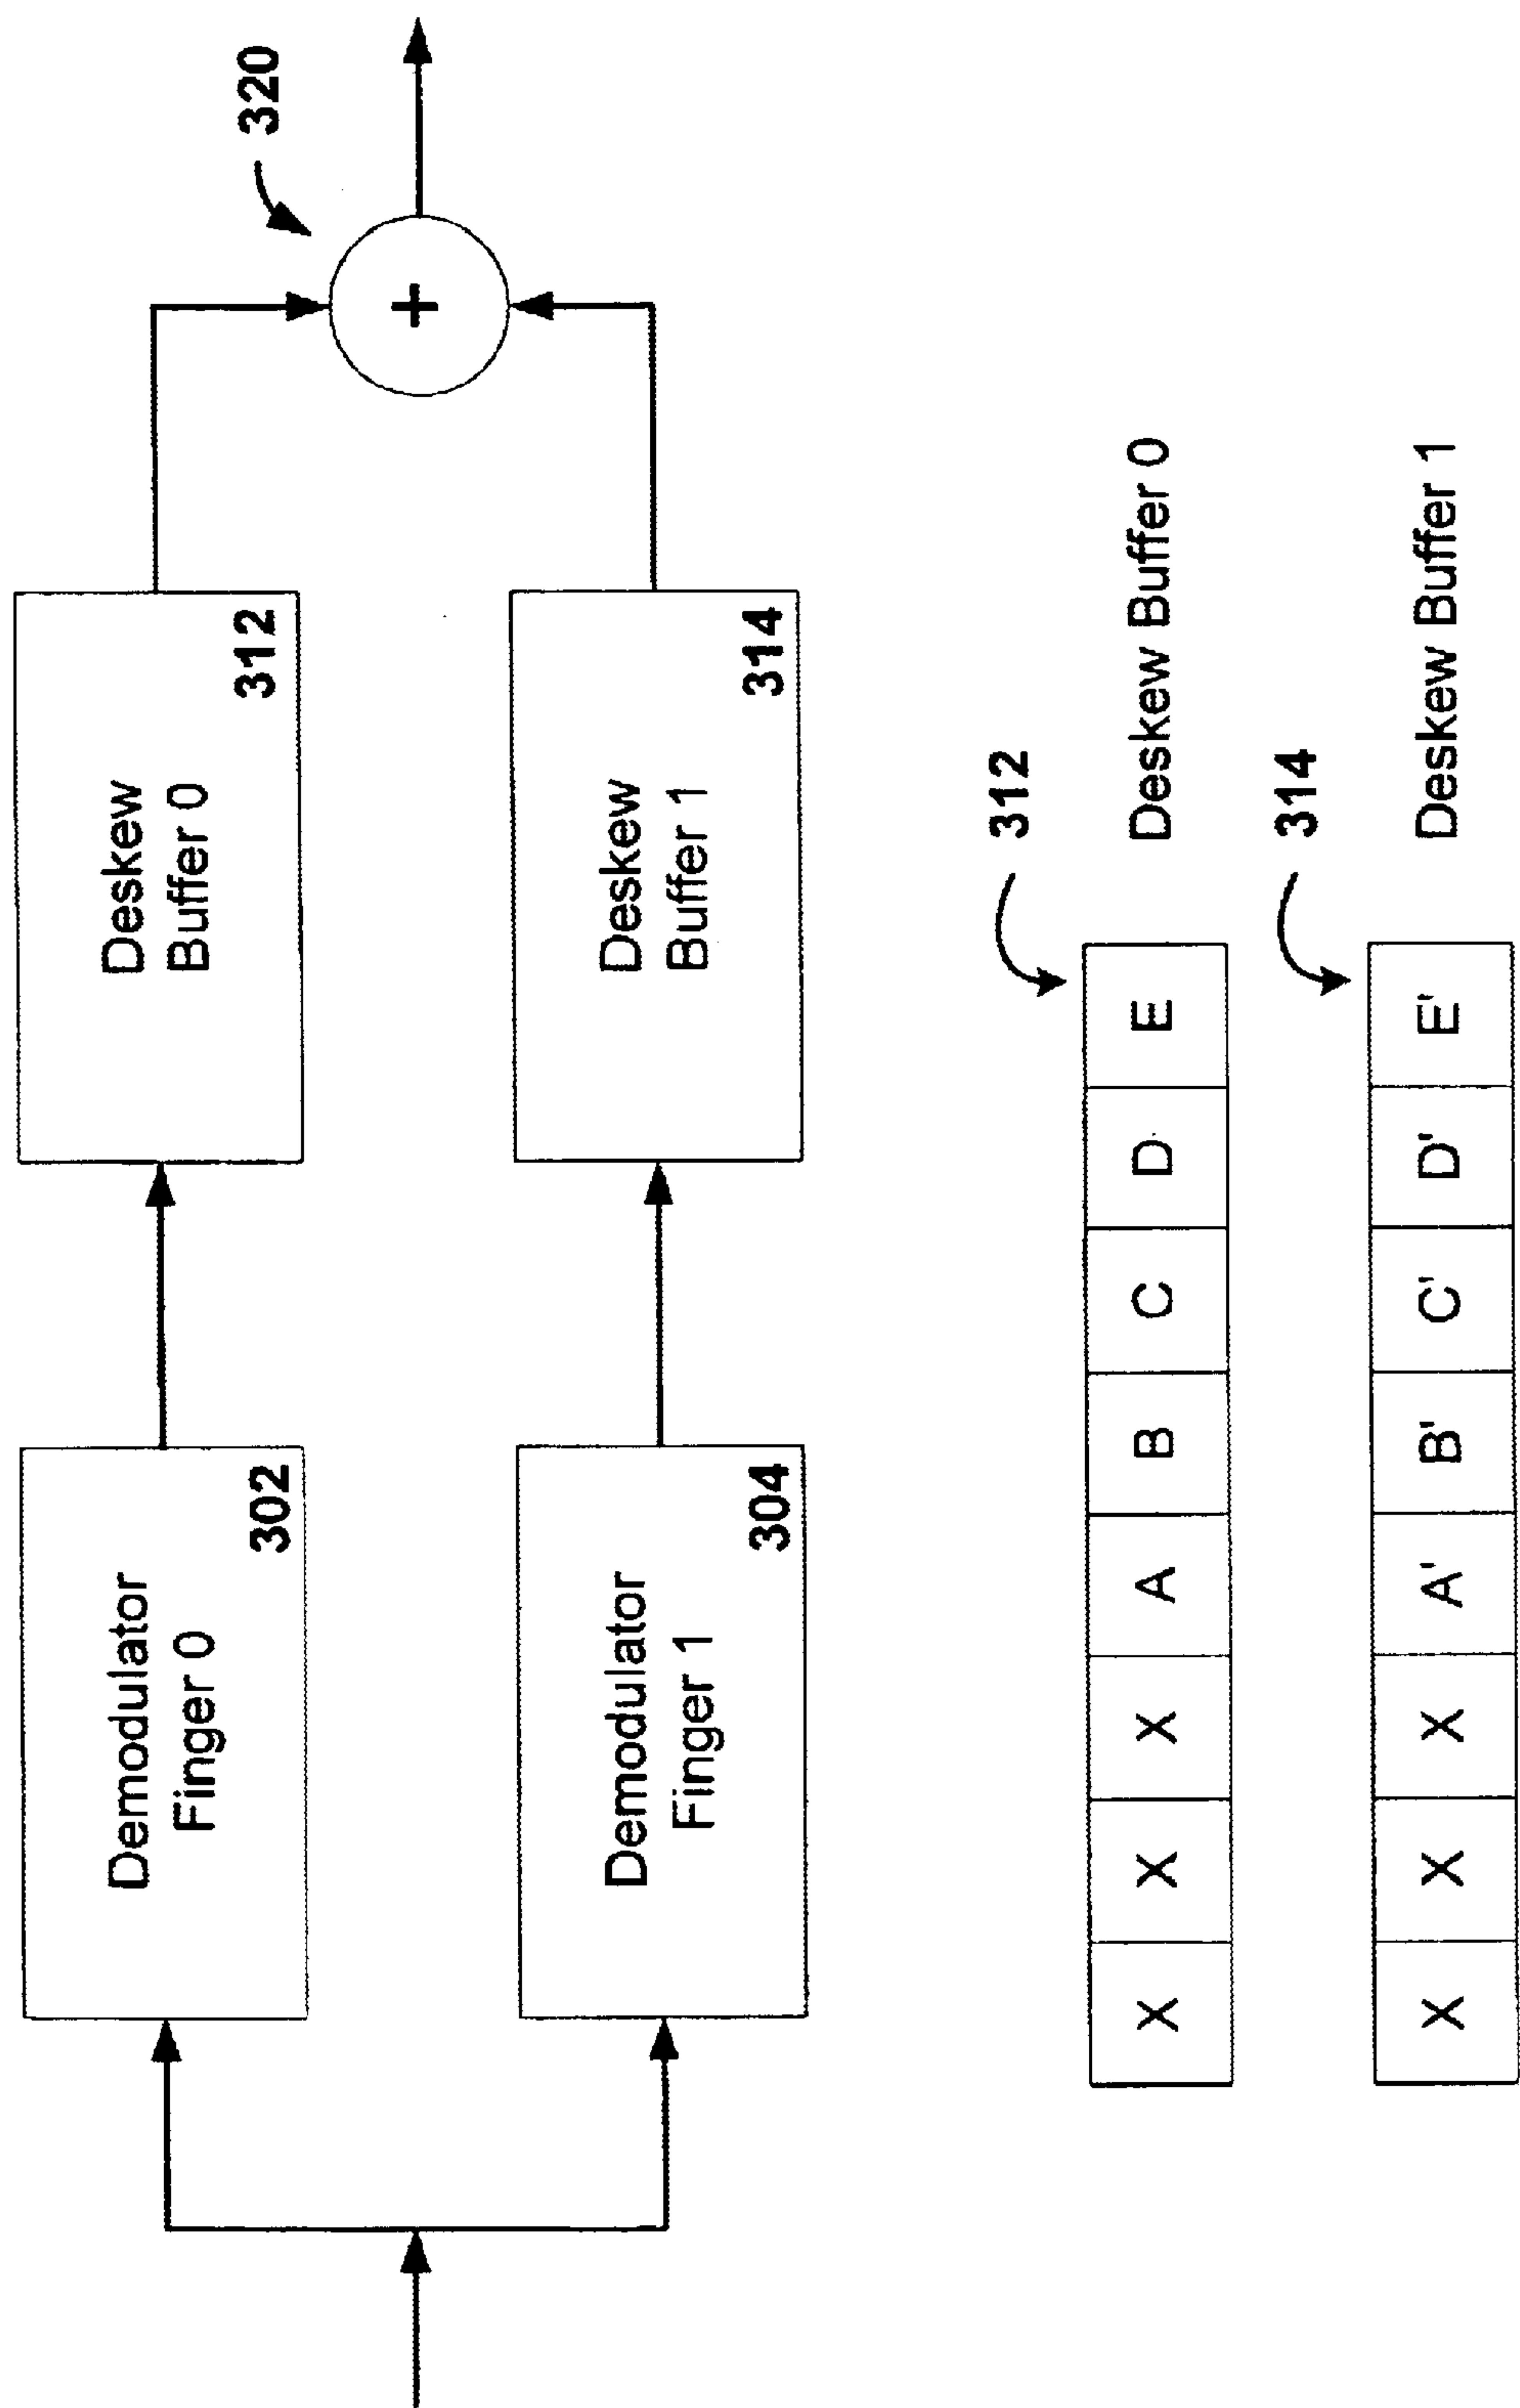 320
Demodulator
Finger 0
302
Deskew
Buffer 0
312
+
Demodulator
Finger 1
304
Deskew
Buffer 1
314
312
X X X A B C D E
Deskew Buffer 0
314
X X X A' B' C' D' E'
Deskew Buffer 1